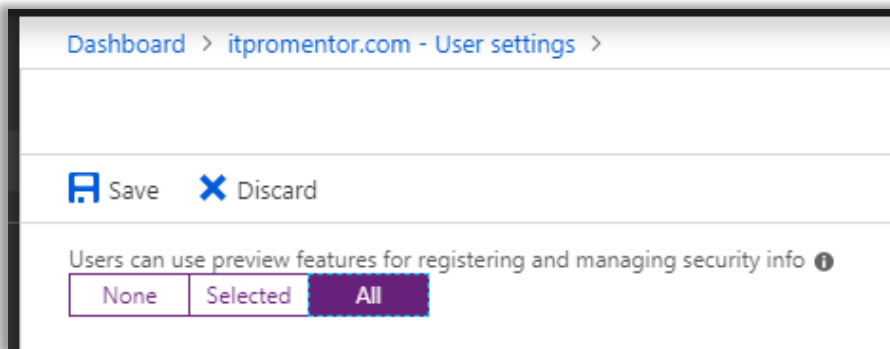 Dashboard > itpromentor.com - User settings >
Save Discard
Users can use preview features for registering and managing security info
None Selected All